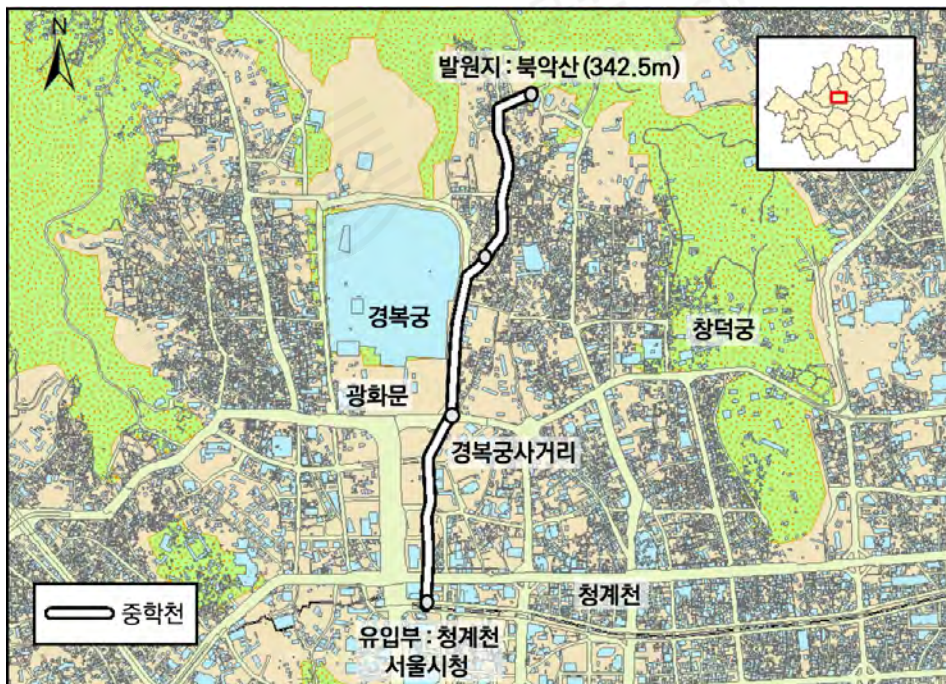 N
발원지 : 북악산 (342.5m)
경복궁
창덕궁
광화문
경복궁사거리
청계천
중학천
유입부 : 청계천
서울시청